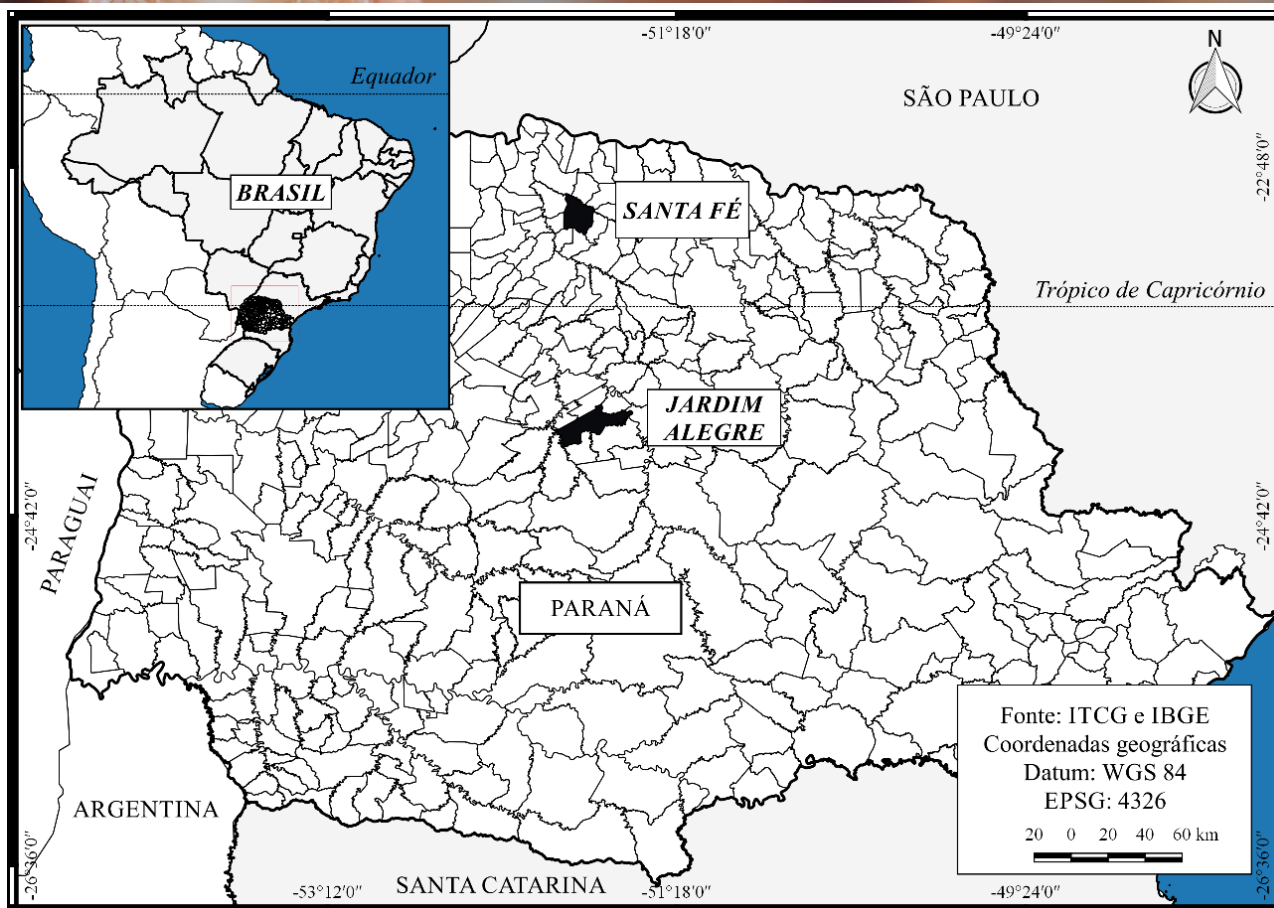 -51°18′0″
-49°24′0″
N
Equador
SÃO PAULO
-22°48′0″
BRASIL
SANTA FÉ
Trópico de Capricórnio
JARDIM
ALEGRE
PARAGUAI
-24°42′0″
-24°42′0″
PARANÁ
Fonte: ITCG e IBGE
Coordenadas geográficas
Datum: WGS 84
EPSG: 4326
20 0 20 40 60 km
ARGENTINA
-26°36′0″
-26°36′0″
SANTA CATARINA
-53°12′0″
-51°18′0″
-49°24′0″